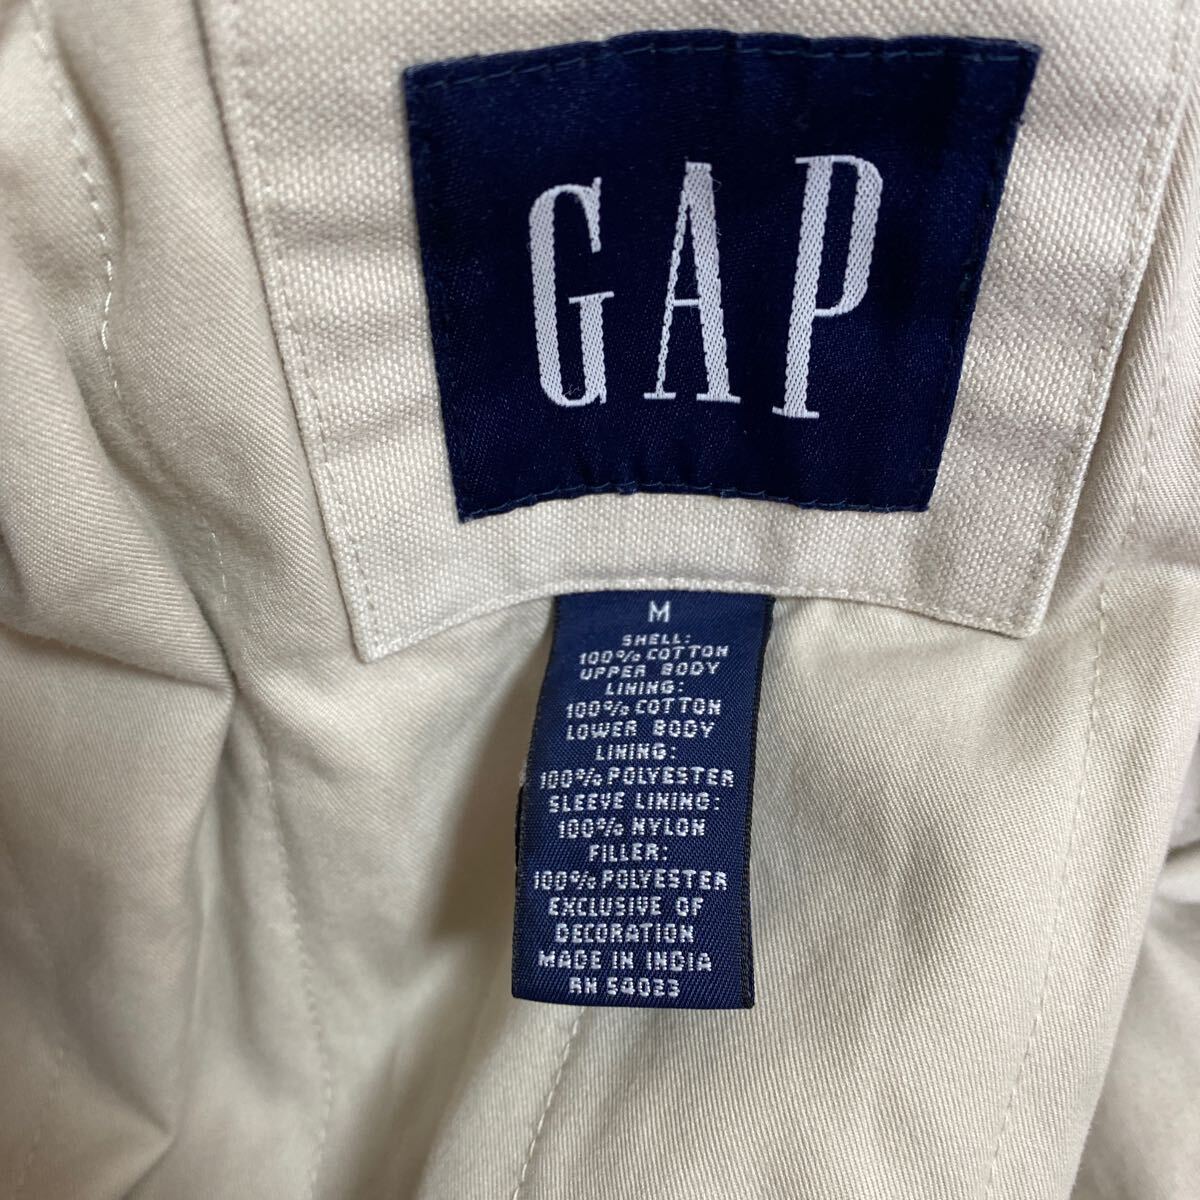 GAP
M
SHELL:
100% COTTON
UPPER BODY
LINING:
100% COTTON
LOWER BODY
LINING:
100% POLYESTER
SLEEVE LINING:
100% NYLON
FILLER:
100% POLYESTER
EXCLUSIVE OF
DECORATION
MADE IN INDIA
RN 54023